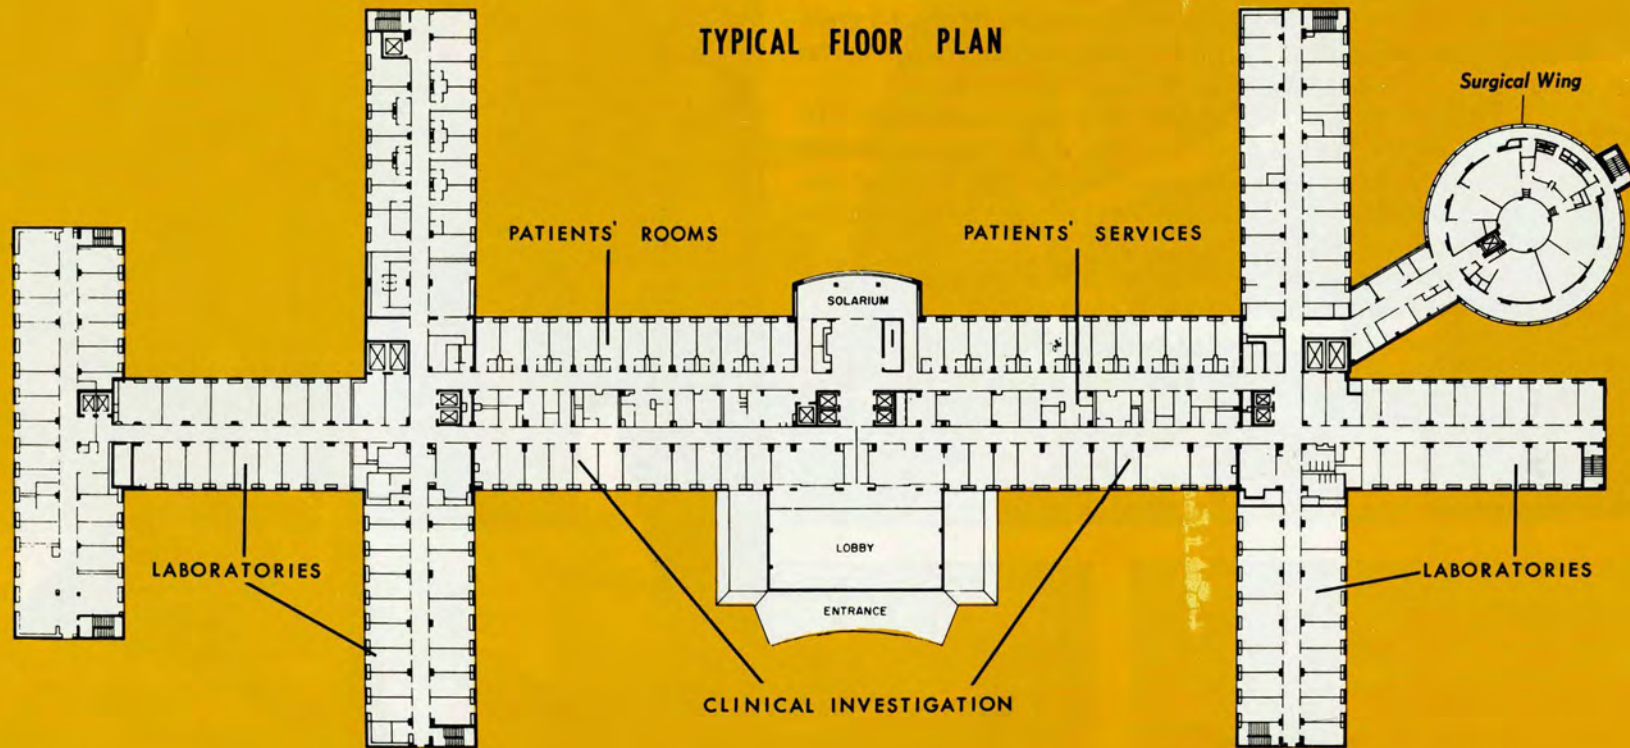 TYPICAL FLOOR PLAN
Surgical Wing
PATIENTS' ROOMS
PATIENTS' SERVICES
SOLARIUM
LOBBY
LABORATORIES
LABORATORIES
ENTRANCE
CLINICAL INVESTIGATION